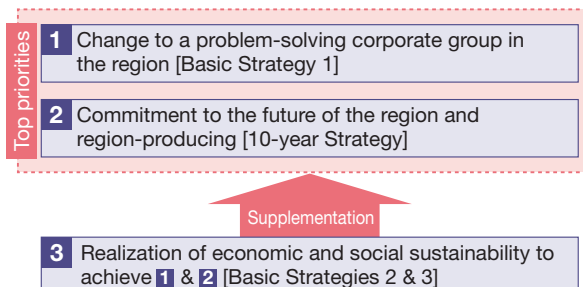 Top priorities
1 Change to a problem-solving corporate group in
the region [Basic Strategy 1]
2 Commitment to the future of the region and
region-producing [10-year Strategy]
Supplementation
3 Realization of economic and social sustainability to
achieve 1 & 2 [Basic Strategies 2 & 3]